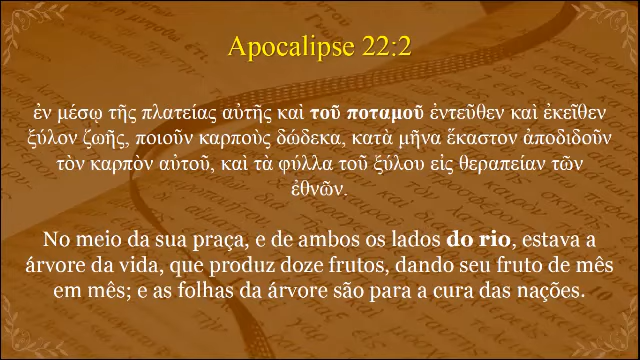 Apocalipse 22:2
ἐν μέσῳ τῆς πλατείας αὐτῆς καὶ τοῦ ποταμοῦ ἐντεῦθεν καὶ ἐκεῖθεν
ξύλον ζωῆς, ποιοῦν καρποὺς δώδεκα, κατὰ μῆνα ἕκαστον ἀποδιδοῦν
τὸν καρπὸν αὐτοῦ, καὶ τὰ φύλλα τοῦ ξύλου εἰς θεραπείαν τῶν
ἐθνῶν.
No meio da sua praça, e de ambos os lados do rio, estava a
árvore da vida, que produz doze frutos, dando seu fruto de mês
em mês; e as folhas da árvore são para a cura das nações.